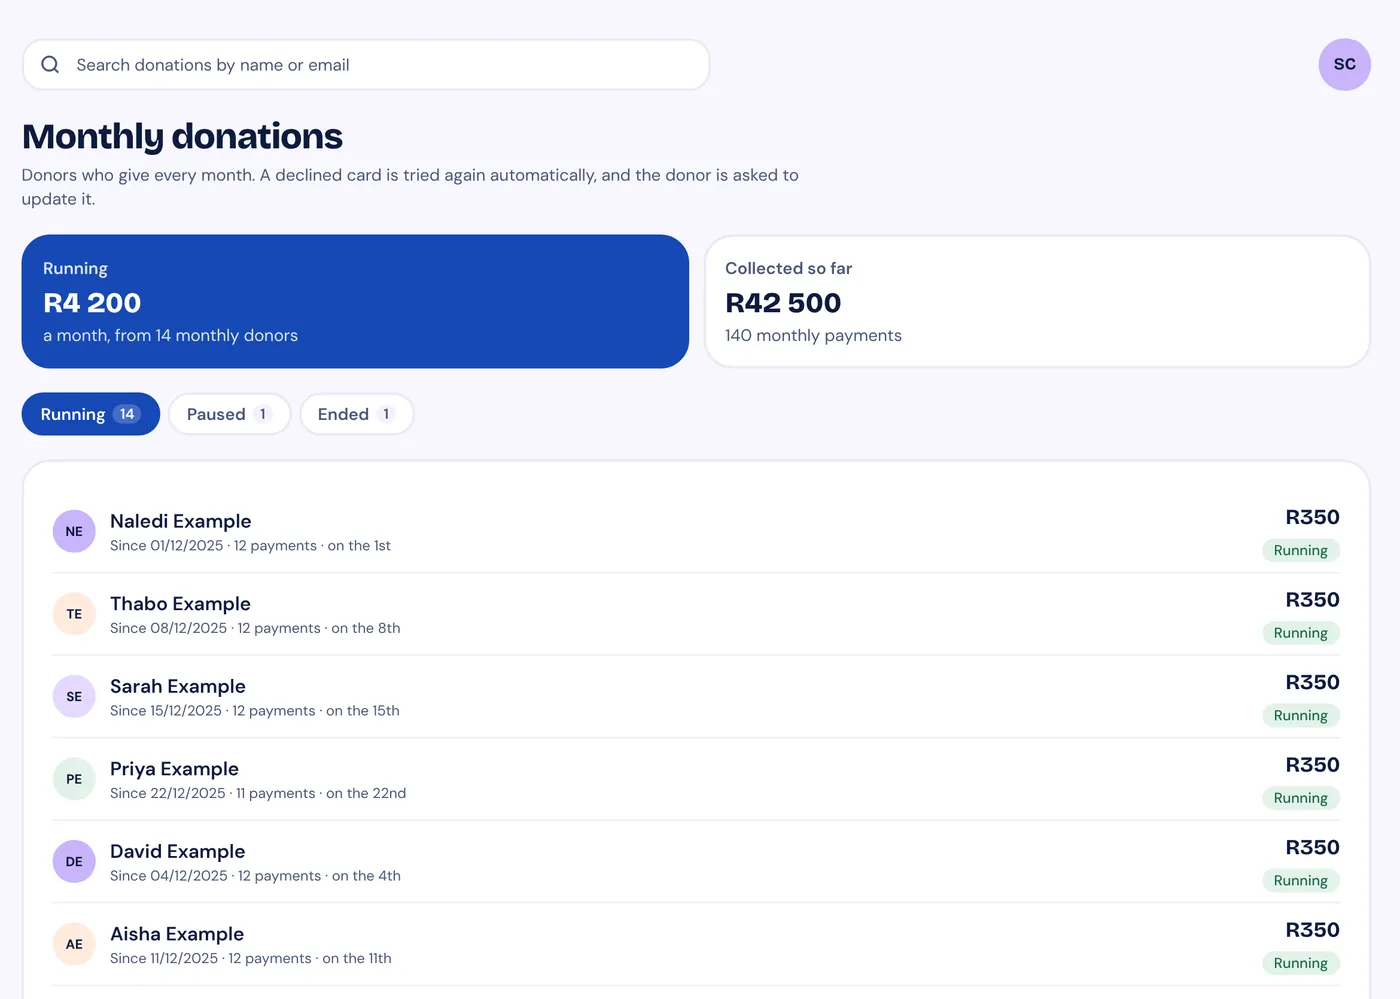 Search donations by name or email
SC
Monthly donations
Donors who give every month. A declined card is tried again automatically, and the donor is asked to
update it.
Running
R4 200
a month, from 14 monthly donors
Collected so far
R42 500
140 monthly payments
Running 14
Paused 1
Ended 1
NE
Naledi Example
Since 01/12/2025 · 12 payments · on the 1st
R350
Running
TE
Thabo Example
Since 08/12/2025 · 12 payments · on the 8th
R350
Running
SE
Sarah Example
Since 15/12/2025 · 12 payments · on the 15th
R350
Running
PE
Priya Example
Since 22/12/2025 · 11 payments · on the 22nd
R350
Running
DE
David Example
Since 04/12/2025 · 12 payments · on the 4th
R350
Running
AE
Aisha Example
Since 11/12/2025 · 12 payments · on the 11th
R350
Running